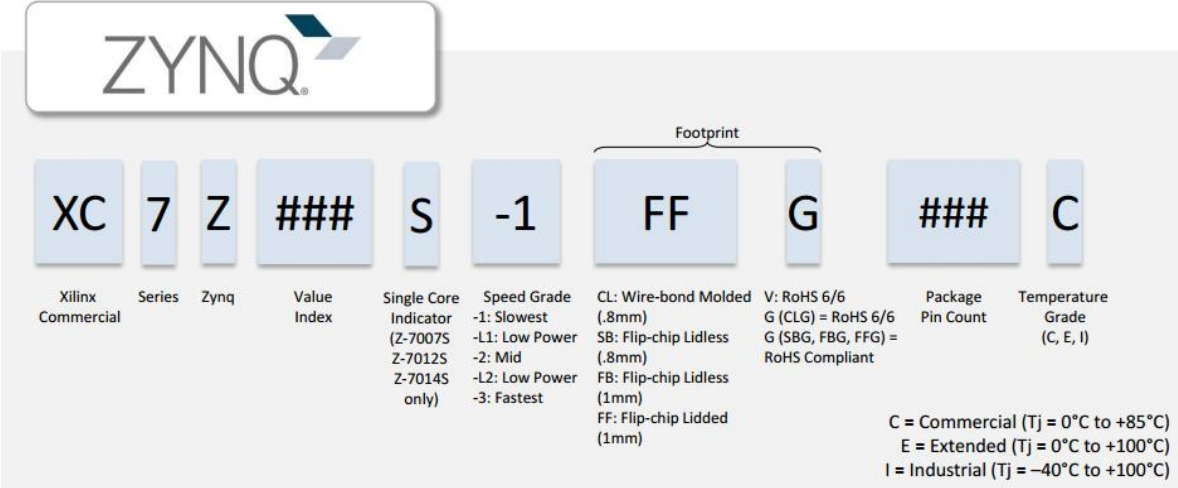 ZYNQ®
Footprint
XC 7 Z ### S -1 FF G ### C
Xilinx
Commercial
Series
Zynq
Value
Index
Single Core
Indicator
(Z-7007S
Z-7012S
Z-7014S
only)
Speed Grade
-1: Slowest
-L1: Low Power
-2: Mid
-L2: Low Power
-3: Fastest
CL: Wire-bond Molded
(.8mm)
SB: Flip-chip Lidless
(.8mm)
FB: Flip-chip Lidless
(1mm)
FF: Flip-chip Lidded
(1mm)
V: RoHS 6/6
G (CLG) = RoHS 6/6
G (SBG, FBG, FFG) =
RoHS Compliant
Package
Pin Count
Temperature
Grade
(C, E, I)
C = Commercial (Tj = 0°C to +85°C)
E = Extended (Tj = 0°C to +100°C)
I = Industrial (Tj = –40°C to +100°C)